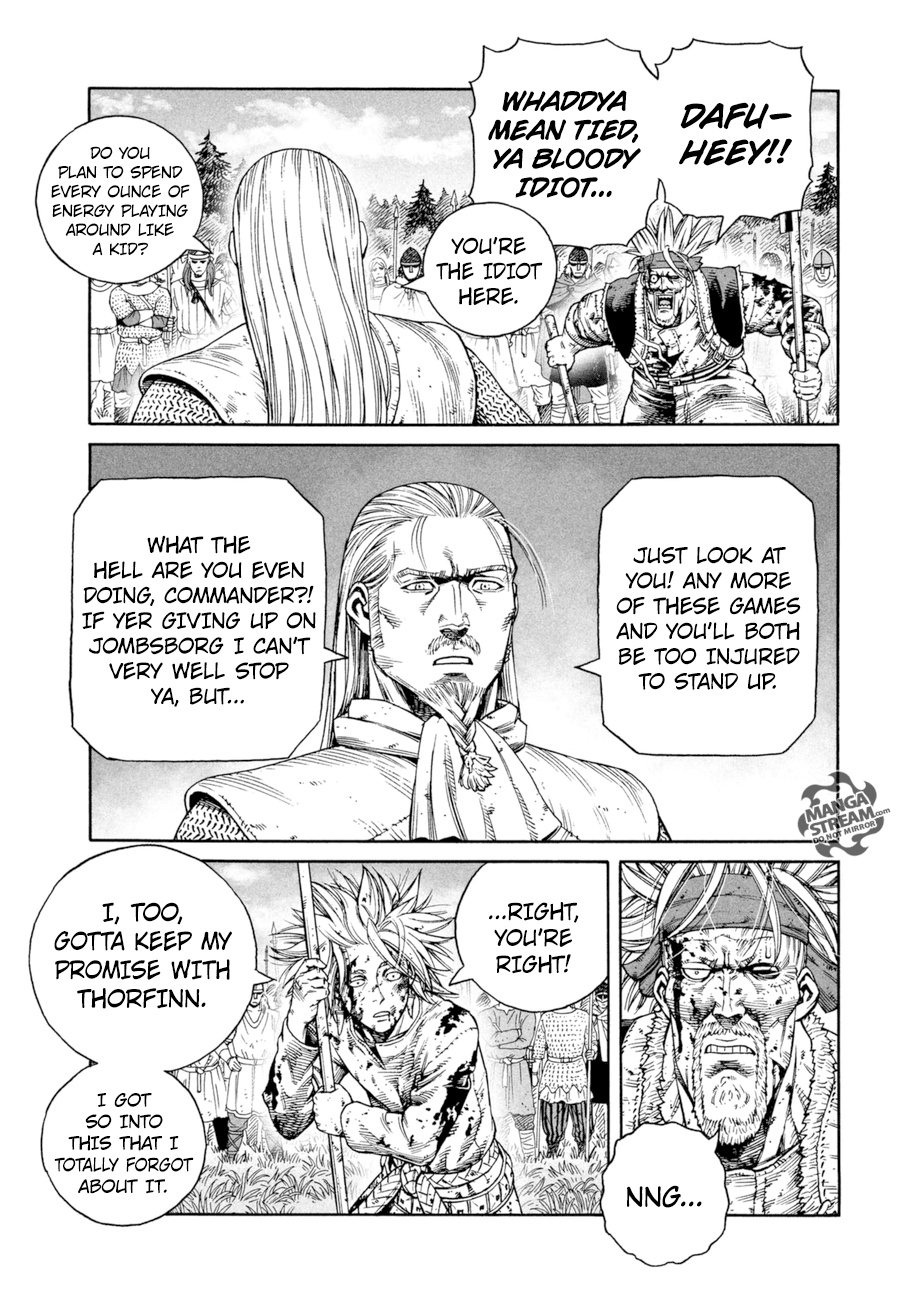 DAFU-
HEEY!!
WHADDYA
MEAN TIED,
YA BLOODY
IDIOT...
YOU'RE
THE IDIOT
HERE.
DO YOU
PLAN TO SPEND
EVERY OUNCE OF
ENERGY PLAYING
AROUND LIKE
A KID?
JUST LOOK AT
YOU! ANY MORE
OF THESE GAMES
AND YOU'LL BOTH
BE TOO INJURED
TO STAND UP.
WHAT THE
HELL ARE YOU EVEN
DOING, COMMANDER?!
IF YER GIVING UP ON
JOMBSBORG I CAN'T
VERY WELL STOP
YA, BUT...
MANGA
STREAM.com
DO NOT MIRROR
NNG...
...RIGHT,
YOU'RE
RIGHT!
I, TOO,
GOTTA KEEP MY
PROMISE WITH
THORFINN.
I GOT
SO INTO
THIS THAT I
TOTALLY FORGOT
ABOUT IT.